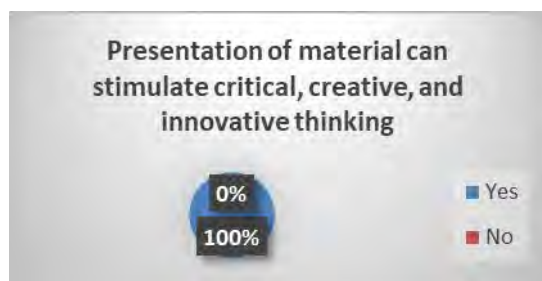 Presentation of material can
stimulate critical, creative, and
innovative thinking
0%
100%
Yes
No